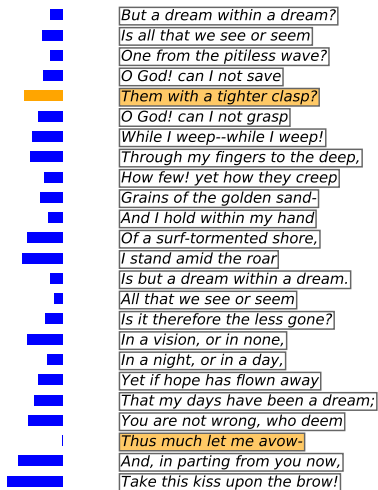 But a dream within a dream?
Is all that we see or seem
One from the pitiless wave?
O God! can I not save
Them with a tighter clasp?
O God! can I not grasp
While I weep--while I weep!
Through my fingers to the deep,
How few! yet how they creep
Grains of the golden sand-
And I hold within my hand
Of a surf-tormented shore,
I stand amid the roar
Is but a dream within a dream.
All that we see or seem
Is it therefore the less gone?
In a vision, or in none,
In a night, or in a day,
Yet if hope has flown away
That my days have been a dream;
You are not wrong, who deem
Thus much let me avow-
And, in parting from you now,
Take this kiss upon the brow!